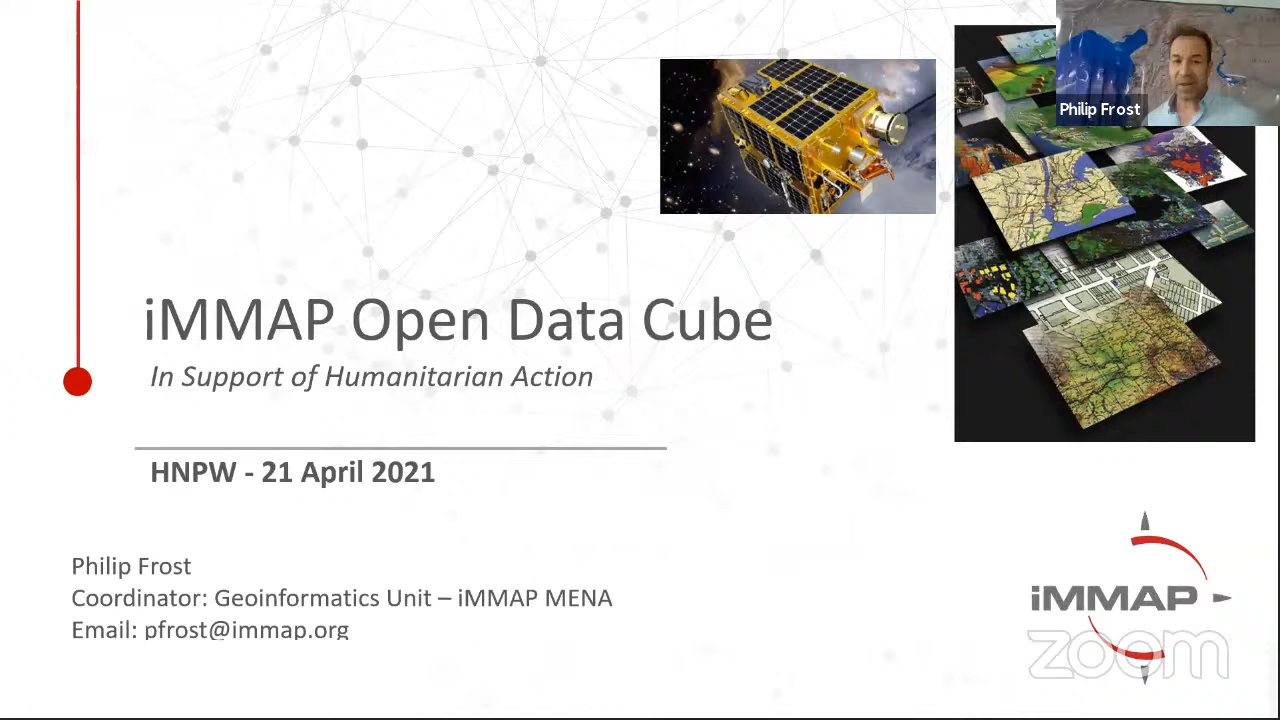 Philip Frost
iMMAP Open Data Cube
In Support of Humanitarian Action
HNPW - 21 April 2021
Philip Frost
Coordinator: Geoinformatics Unit – iMMAP MENA
Email: pfrost@immap.org
iMMAP
zoom